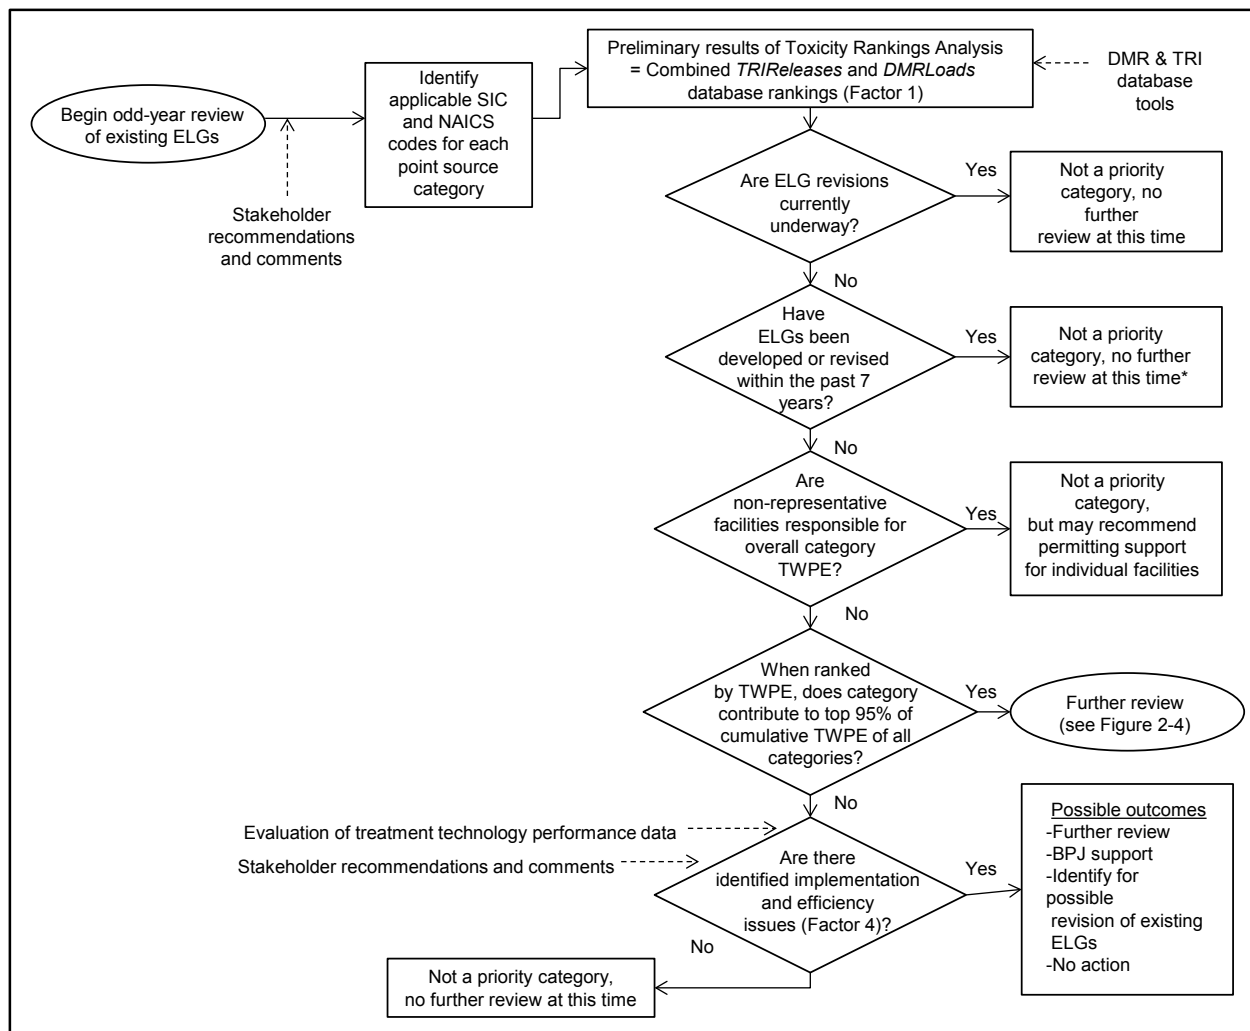 Begin odd-year review
of existing ELGs
Stakeholder
recommendations
and comments
Identify
applicable SIC
and NAICS
codes for each
point source
category
Preliminary results of Toxicity Rankings Analysis
= Combined TRIReleases and DMRLoads
database rankings (Factor 1)
DMR & TRI
database
tools
Are ELG revisions
currently
underway?
Yes
Not a priority
category, no
further
review at this time
No
Have
ELGs been
developed or revised
within the past 7
years?
Yes
Not a priority
category, no further
review at this time*
No
Are
non-representative
facilities responsible for
overall category
TWPE?
Yes
Not a priority
category,
but may recommend
permitting support
for individual facilities
No
When ranked
by TWPE, does category
contribute to top 95% of
cumulative TWPE of all
categories?
Yes
Further review
(see Figure 2-4)
No
Evaluation of treatment technology performance data
Stakeholder recommendations and comments
Are there
identified implementation
and efficiency
issues (Factor 4)?
Yes
Possible outcomes
-Further review
-BPJ support
-Identify for
possible
revision of existing
ELGs
-No action
No
Not a priority category,
no further review at this time